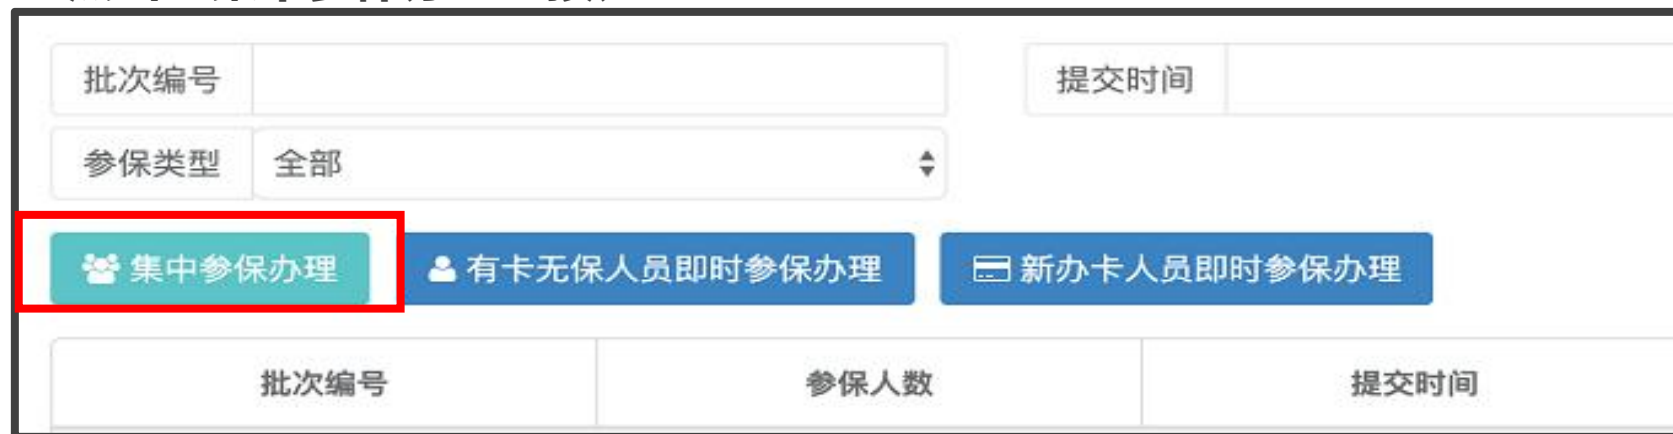 批次编号
提交时间
参保类型 全部
集中参保办理 有卡无保人员即时参保办理 新办卡人员即时参保办理
批次编号 参保人数 提交时间